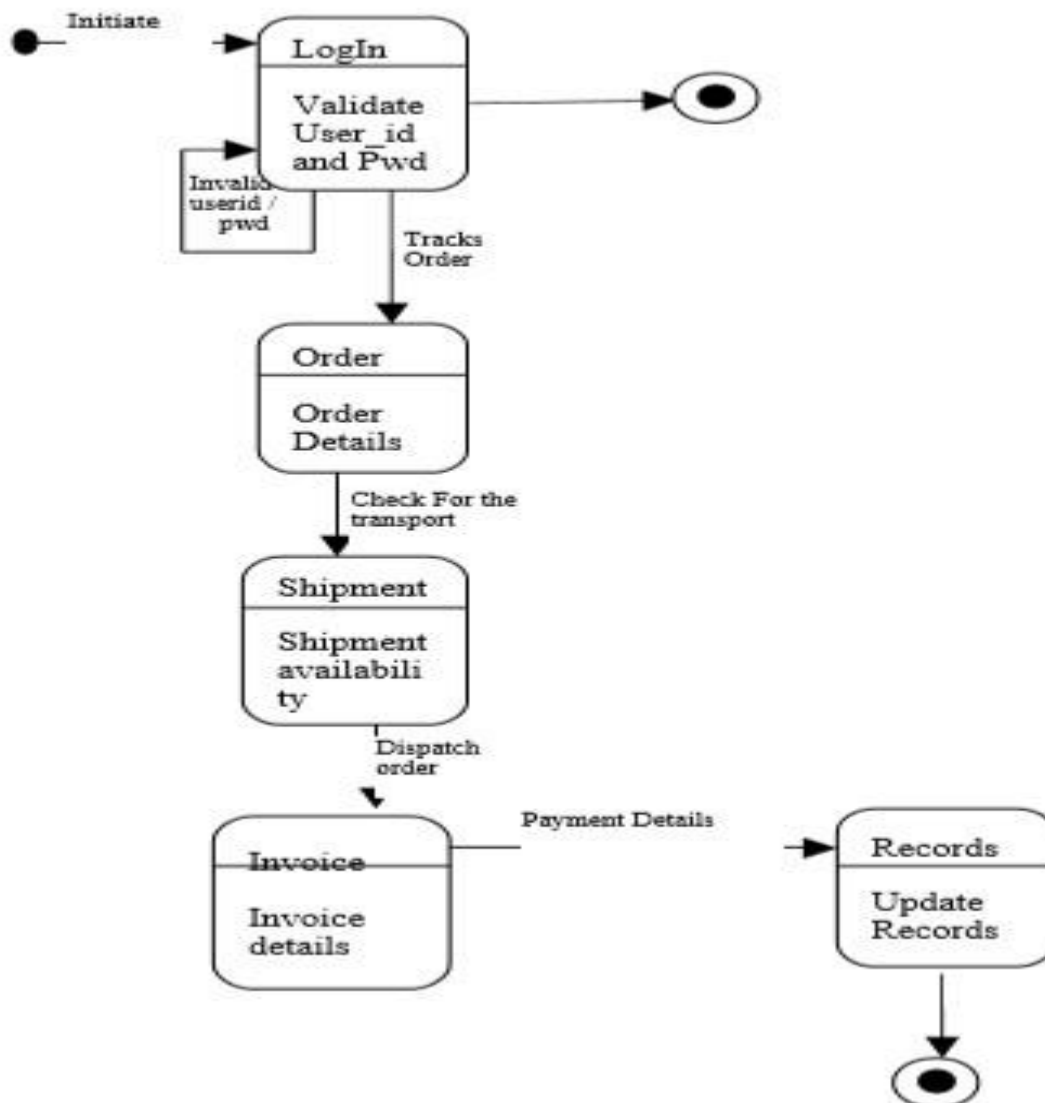 Initiate
LogIn
Validate
User_id
and Pwd
Invalid
userid /
pwd
Tracks
Order
Order
Order
Details
Check For the
transport
Shipment
Shipment
availabili
ty
Dispatch
order
Payment Details
Invoice
Invoice
details
Records
Update
Records